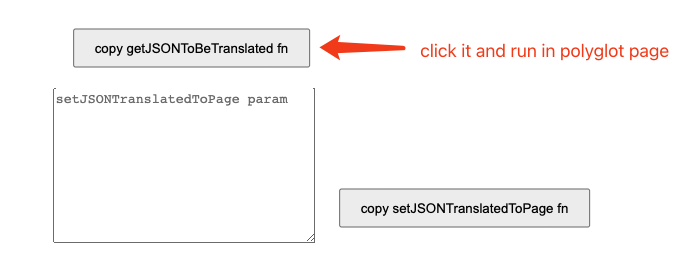 copy getJSONToBeTranslated fn
click it and run in polyglot page
setJSONTranslatedToPage param
copy setJSONTranslatedToPage fn